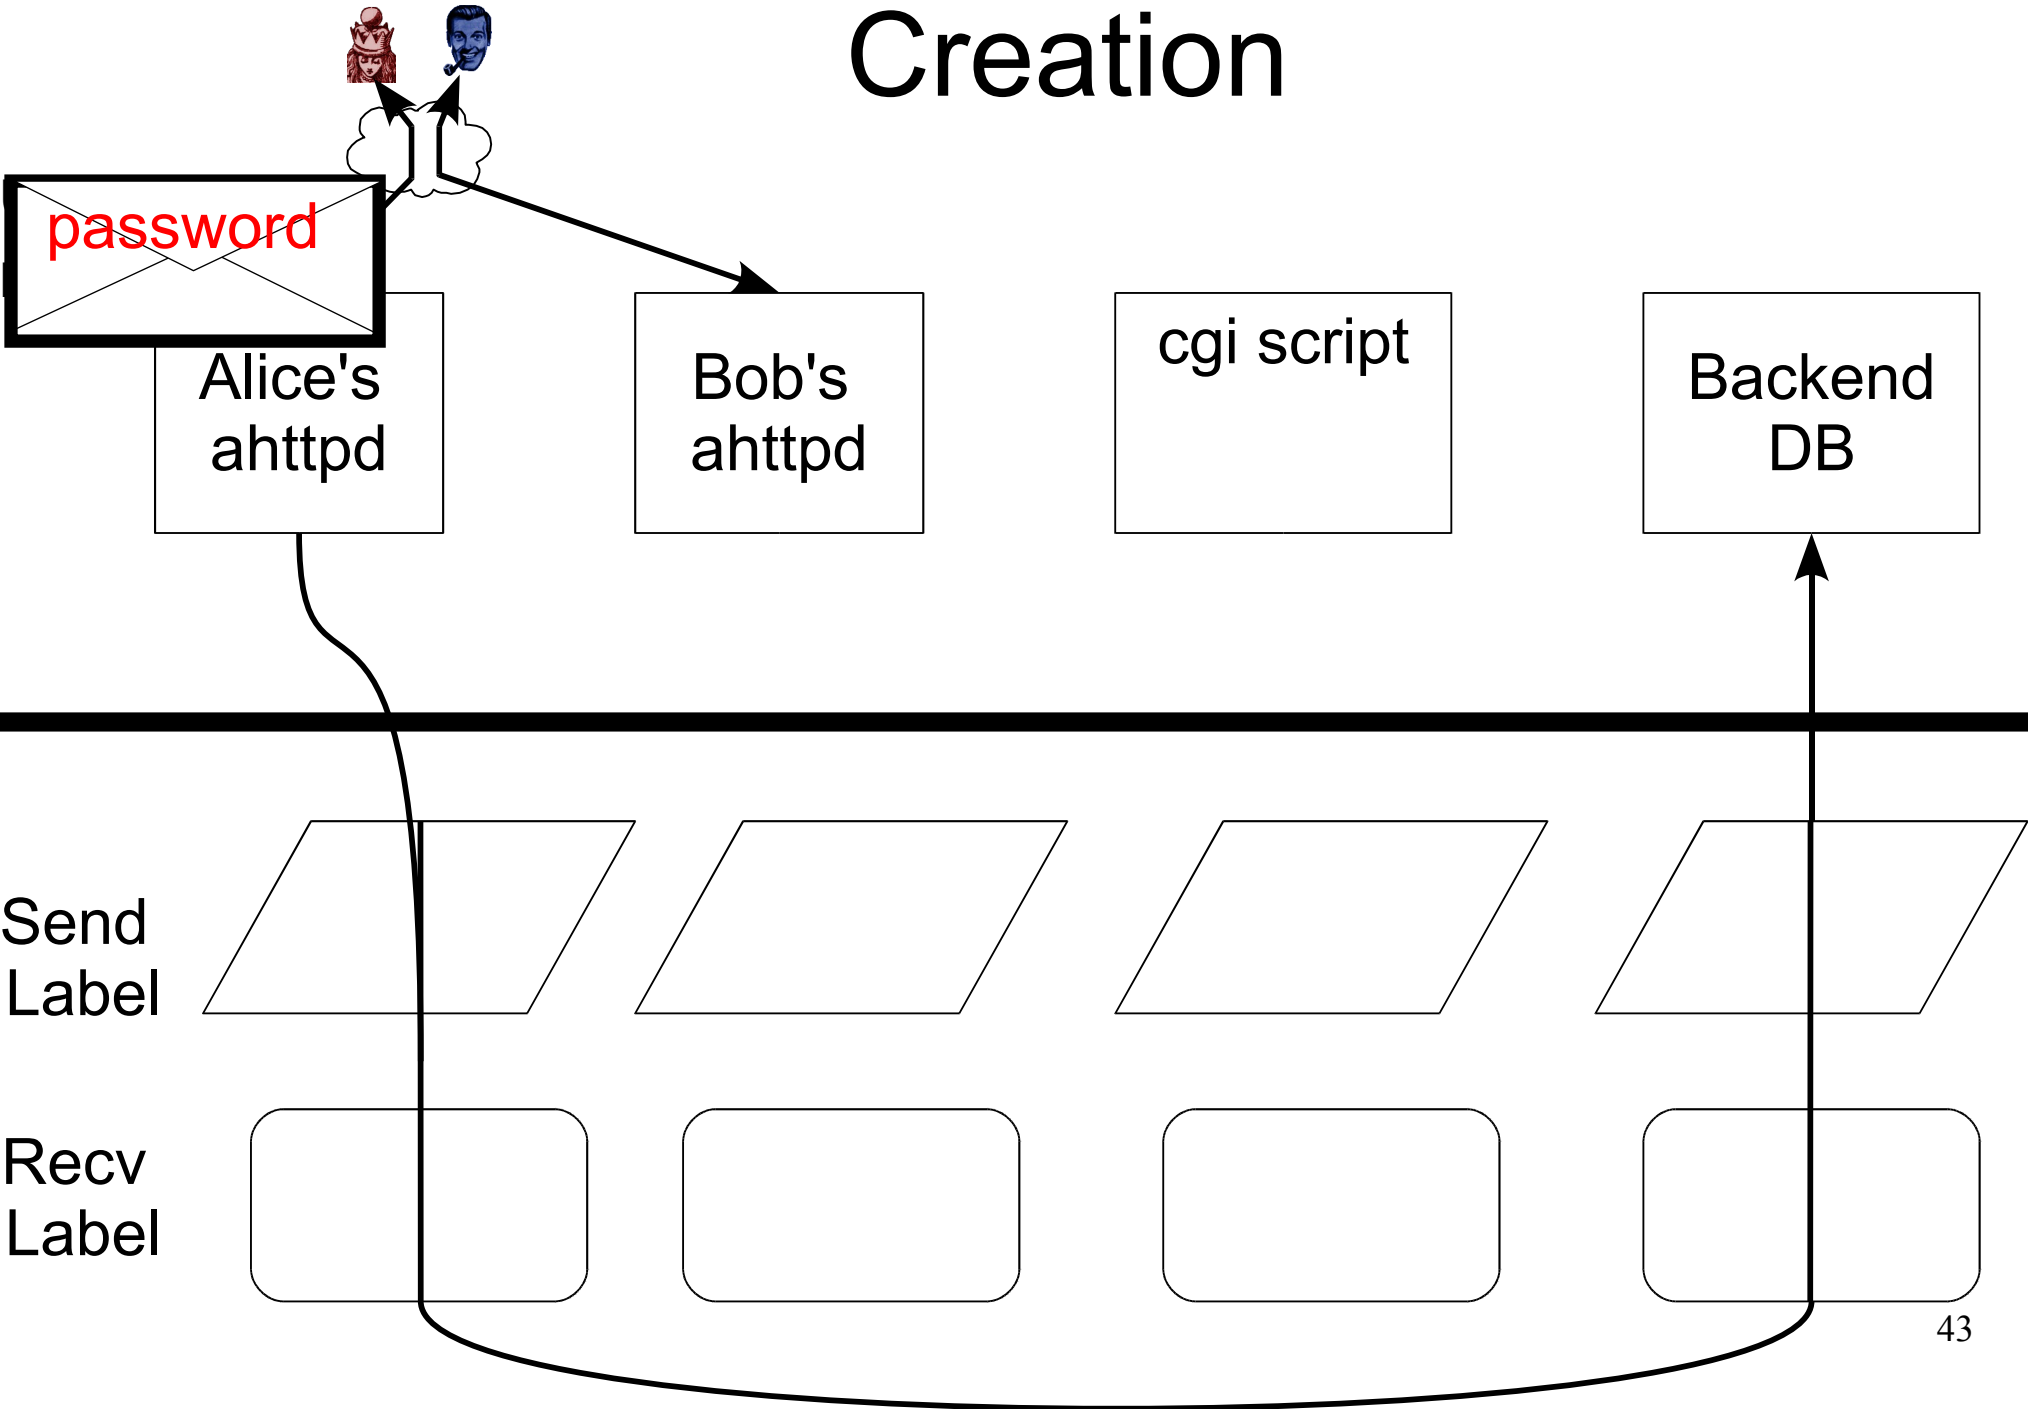 Creation
password
Alice's
ahttpd
Bob's
ahttpd
cgi script
Backend
DB
Send
Label
Recv
Label
43